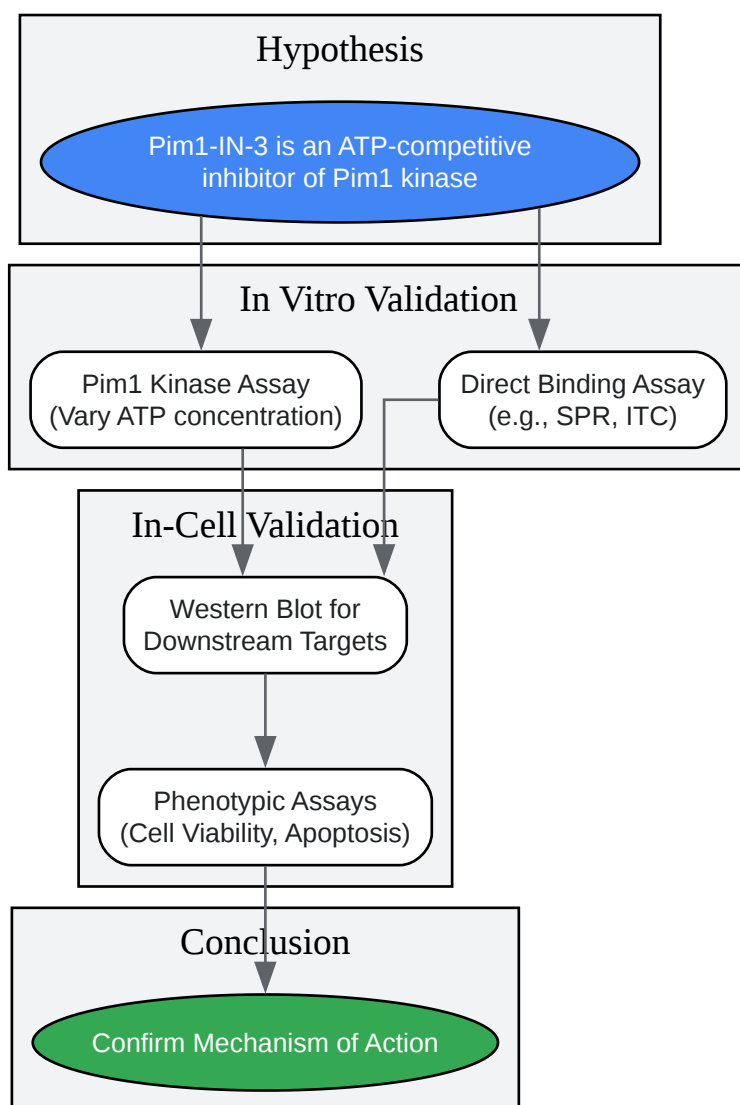 Hypothesis
Pim1-IN-3 is an ATP-competitive
inhibitor of Pim1 kinase
In Vitro Validation
Pim1 Kinase Assay
(Vary ATP concentration)
Direct Binding Assay
(e.g., SPR, ITC)
In-Cell Validation
Western Blot for
Downstream Targets
Phenotypic Assays
(Cell Viability, Apoptosis)
Conclusion
Confirm Mechanism of Action